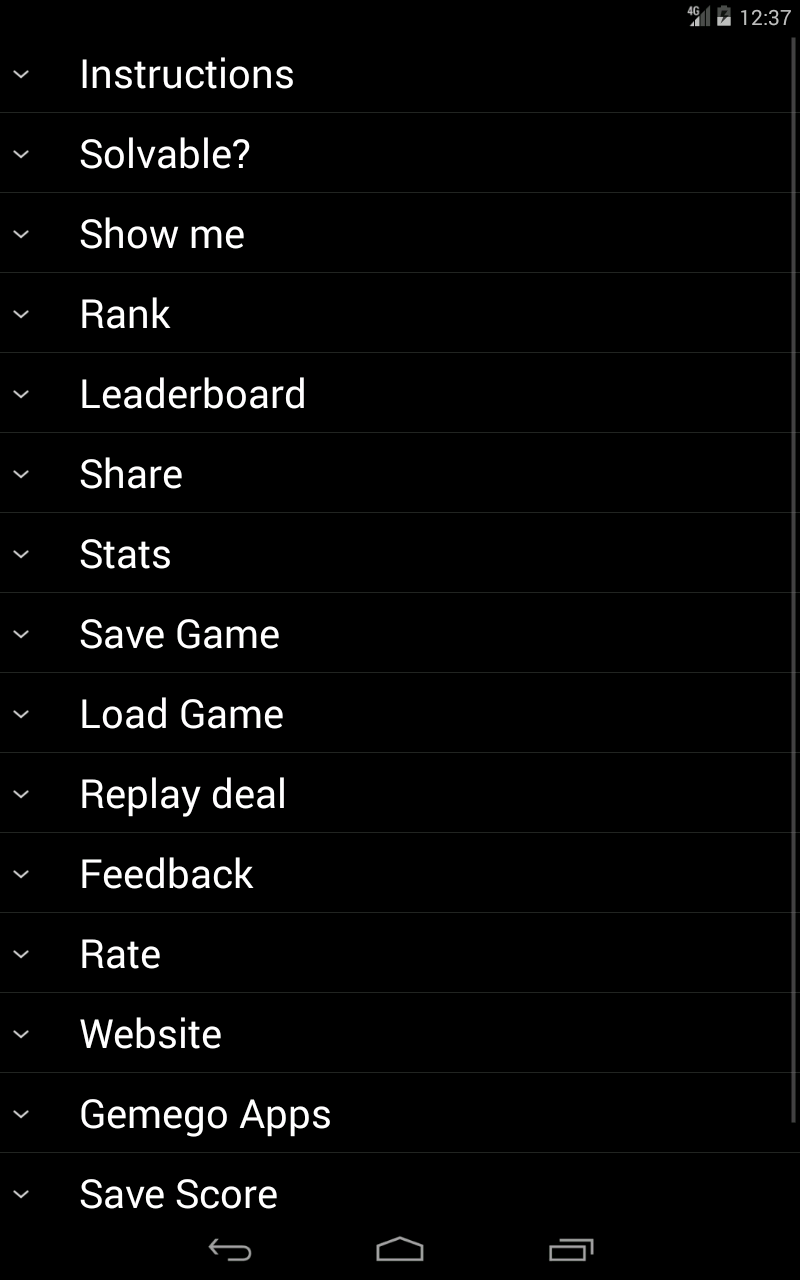 4G 12:37
Instructions
Solvable?
Show me
Rank
Leaderboard
Share
Stats
Save Game
Load Game
Replay deal
Feedback
Rate
Website
Gemego Apps
Save Score